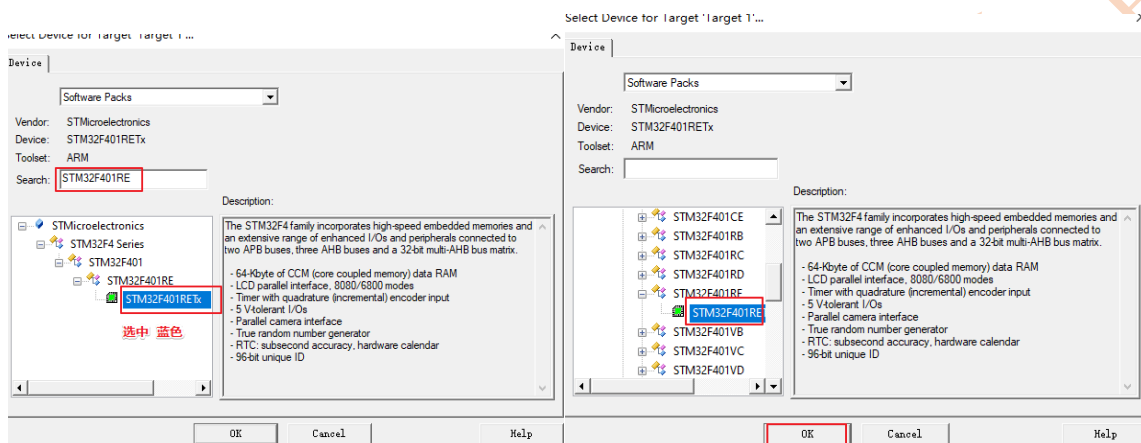 Select Device for Target 'Target 1'...
Device
Software Packs
Vendor: STMicroelectronics
Device: STM32F401RETx
Toolset: ARM
Search: STM32F401RE
Description:
STMicroelectronics
STM32F4 Series
STM32F401
STM32F401RE
STM32F401RETx
选中 蓝色
The STM32F4 family incorporates high-speed embedded memories and
an extensive range of enhanced I/Os and peripherals connected to
two APB buses, three AHB buses and a 32-bit multi-AHB bus matrix.
- 64-Kbyte of CCM (core coupled memory) data RAM
- LCD parallel interface, 8080/6800 modes
- Timer with quadrature (incremental) encoder input
- 5 V-tolerant I/Os
- Parallel camera interface
- True random number generator
- RTC: subsecond accuracy, hardware calendar
- 96-bit unique ID
OK Cancel Help
Select Device for Target 'Target 1'...
Device
Software Packs
Vendor: STMicroelectronics
Device: STM32F401RETx
Toolset: ARM
Search:
Description:
STM32F401CE
STM32F401RB
STM32F401RC
STM32F401RD
STM32F401RE
STM32F401RE
STM32F401VB
STM32F401VC
STM32F401VD
The STM32F4 family incorporates high-speed embedded memories and
an extensive range of enhanced I/Os and peripherals connected to
two APB buses, three AHB buses and a 32-bit multi-AHB bus matrix.
- 64-Kbyte of CCM (core coupled memory) data RAM
- LCD parallel interface, 8080/6800 modes
- Timer with quadrature (incremental) encoder input
- 5 V-tolerant I/Os
- Parallel camera interface
- True random number generator
- RTC: subsecond accuracy, hardware calendar
- 96-bit unique ID
OK Cancel Help